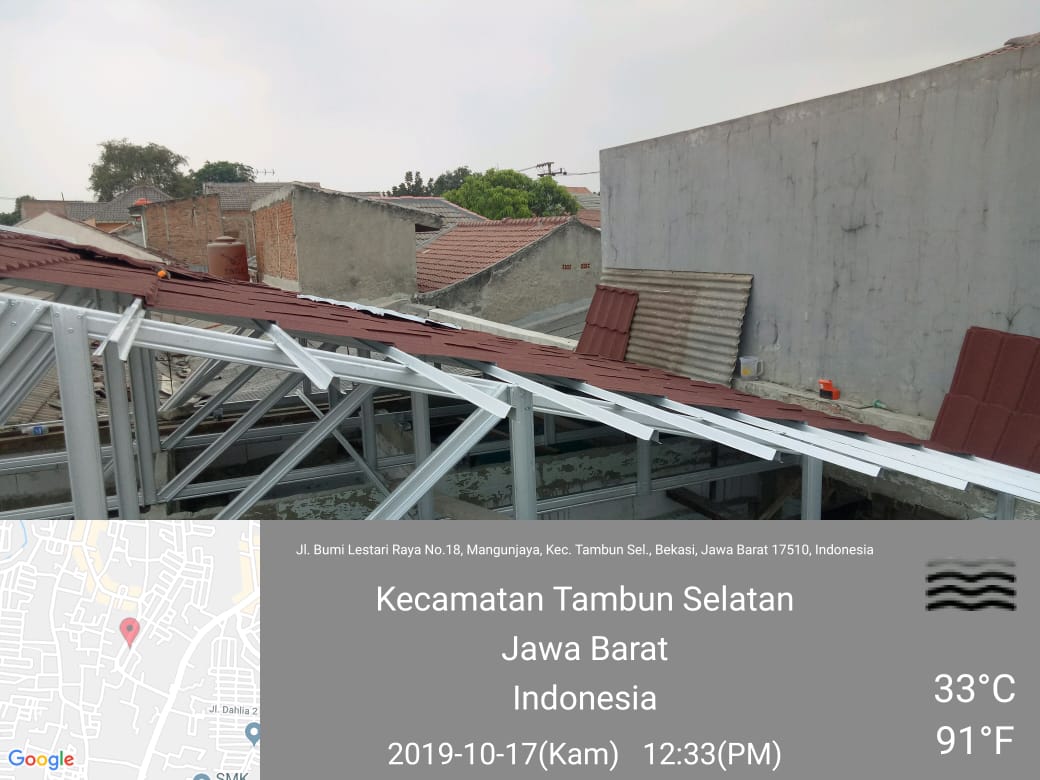 Jl. Bumi Lestari Raya No.18, Mangunjaya, Kec. Tambun Sel., Bekasi, Jawa Barat 17510, Indonesia
Kecamatan Tambun Selatan
Jawa Barat
Indonesia
2019-10-17(Kam) 12:33(PM)
33°C
91°F
Jl. Dahlia 2
SMK
Google